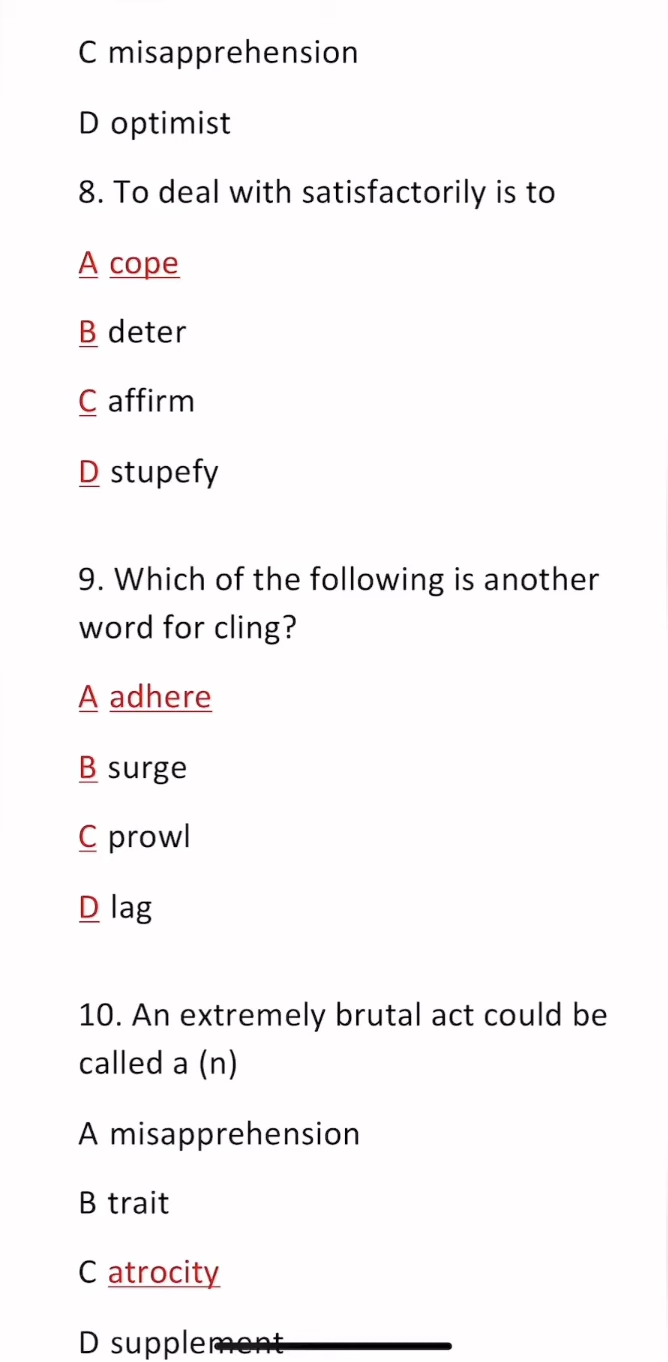 C misapprehension
D optimist
8. To deal with satisfactorily is to
A cope
B deter
C affirm
D stupefy
9. Which of the following is another
word for cling?
A adhere
B surge
C prowl
D lag
10. An extremely brutal act could be
called a (n)
A misapprehension
B trait
C atrocity
D supplement